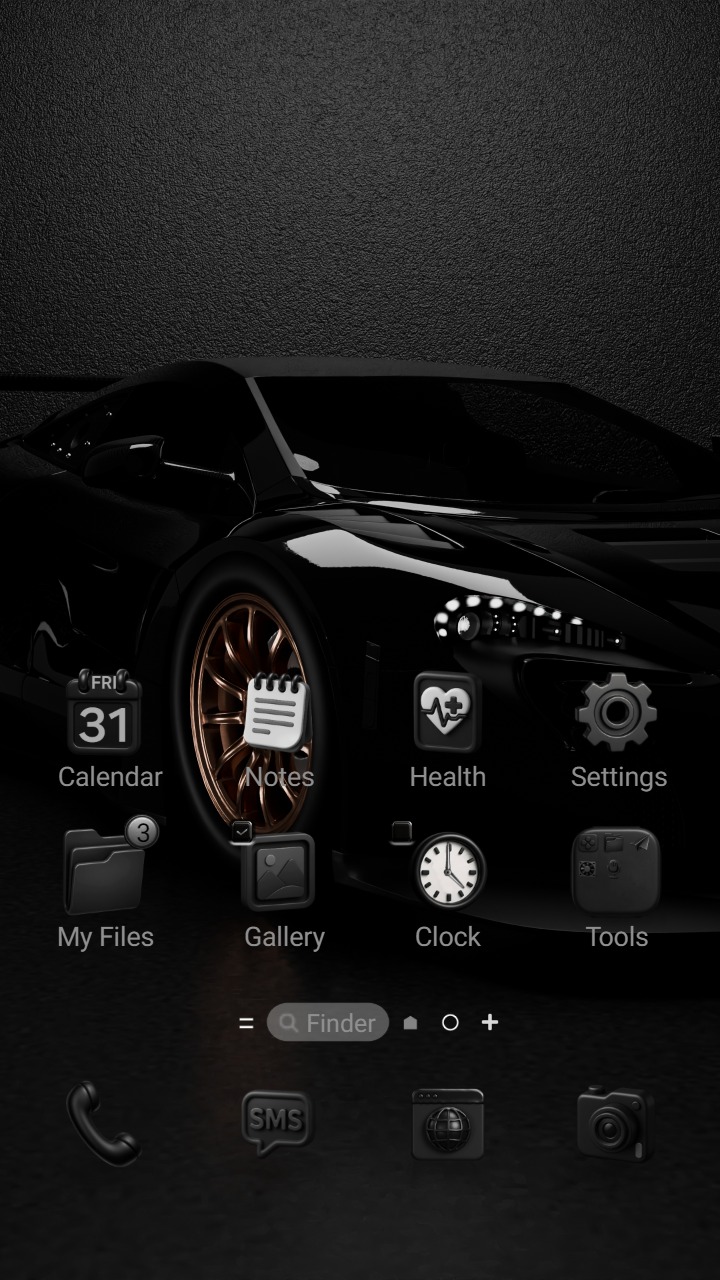 FRI
31
Calendar
Notes
Health
Settings
3
My Files
Gallery
Clock
Tools
Finder
SMS